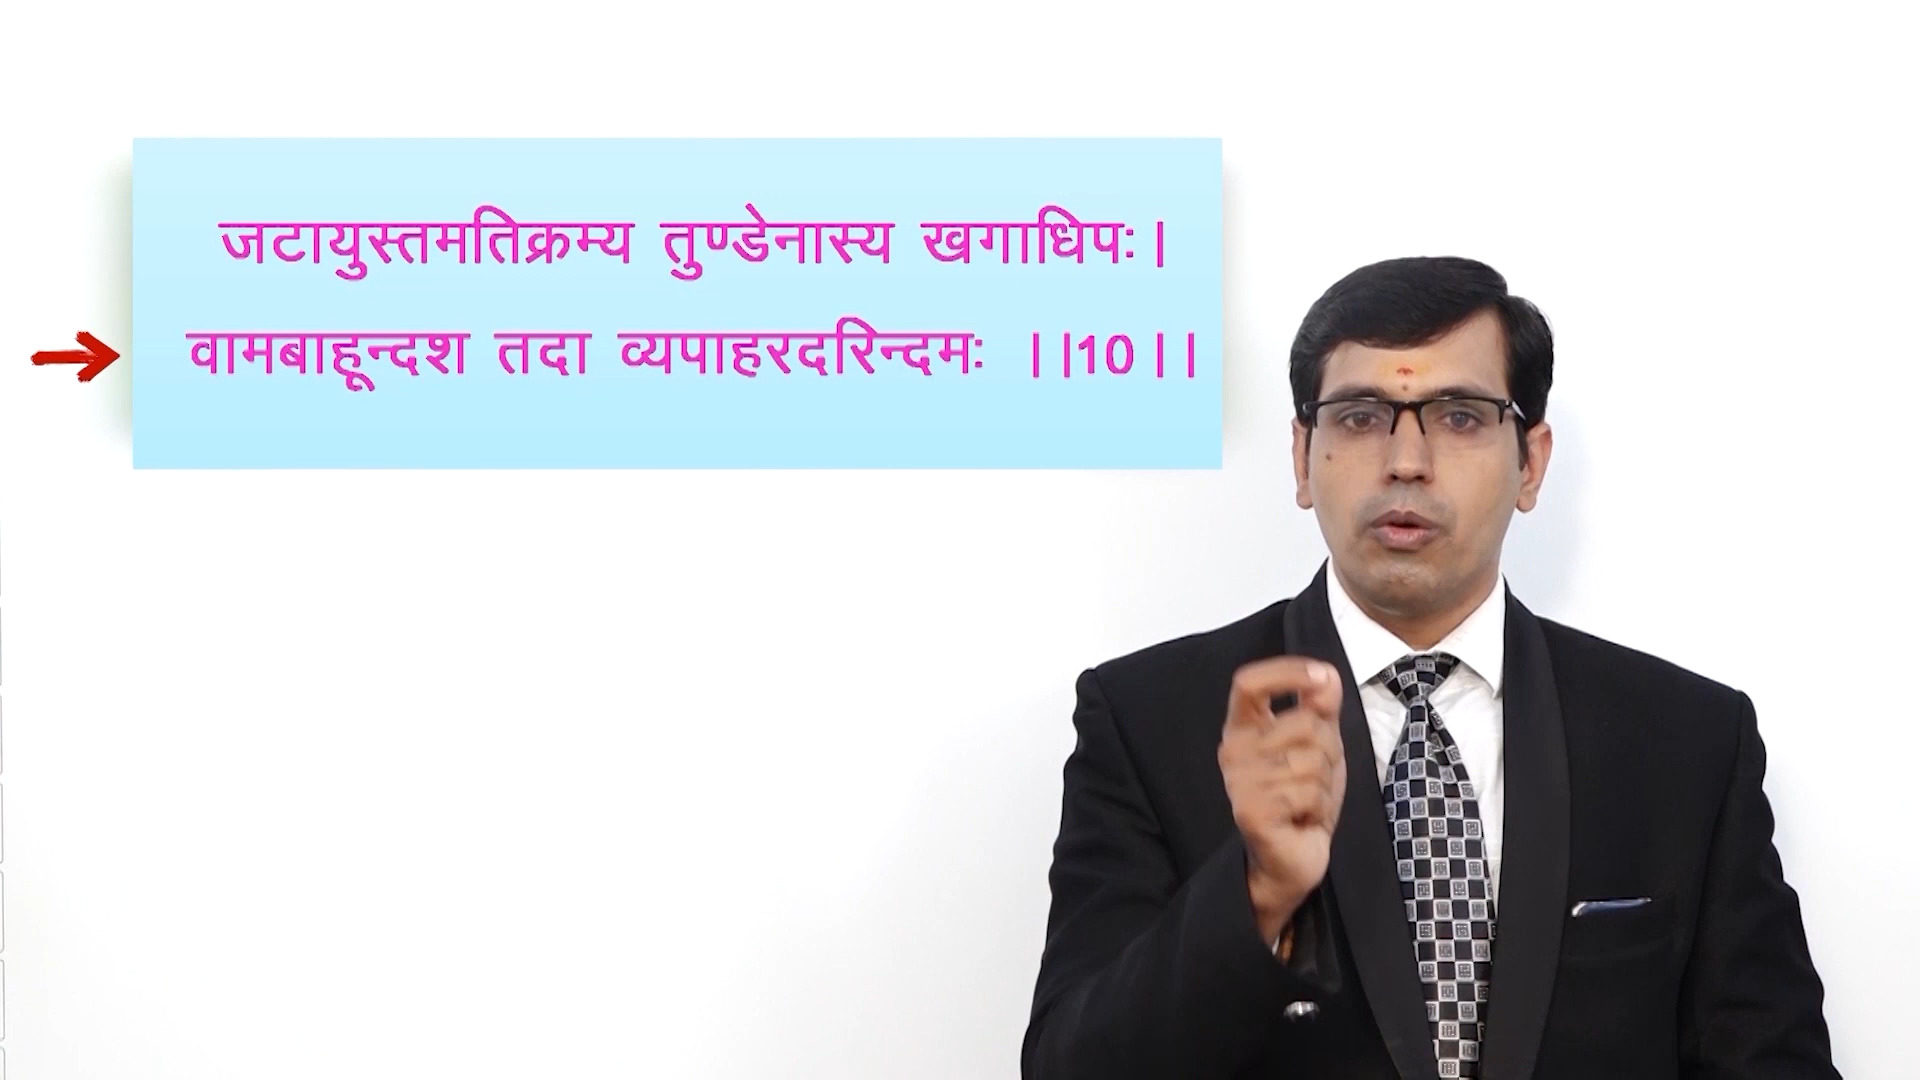 जटायुस्तमतिक्रम्य तुण्डेनास्य खगाधिपः |
वामबाहून्दश तदा व्यपाहरदरिन्दमः ||10||